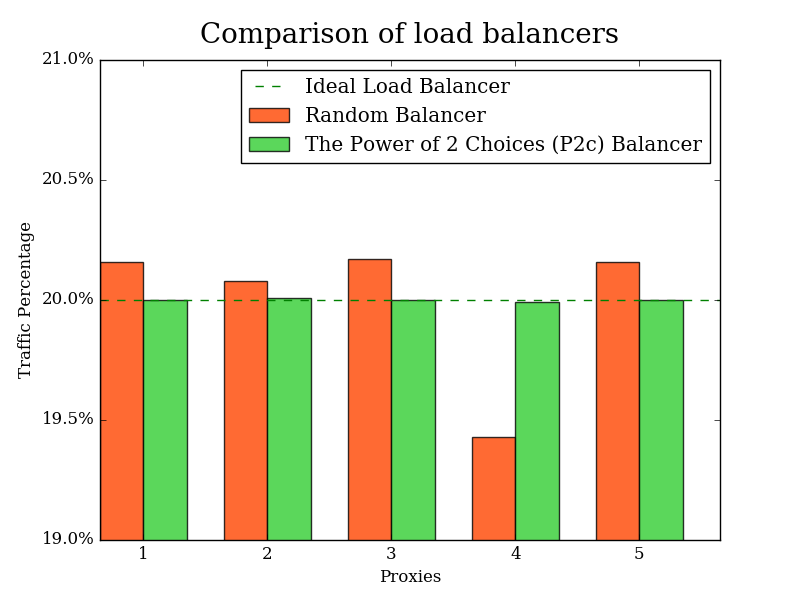 Comparison of load balancers
21.0%
Ideal Load Balancer
Random Balancer
The Power of 2 Choices (P2c) Balancer
20.5%
20.0%
19.5%
19.0%
Traffic Percentage
1 2 3 4 5
Proxies